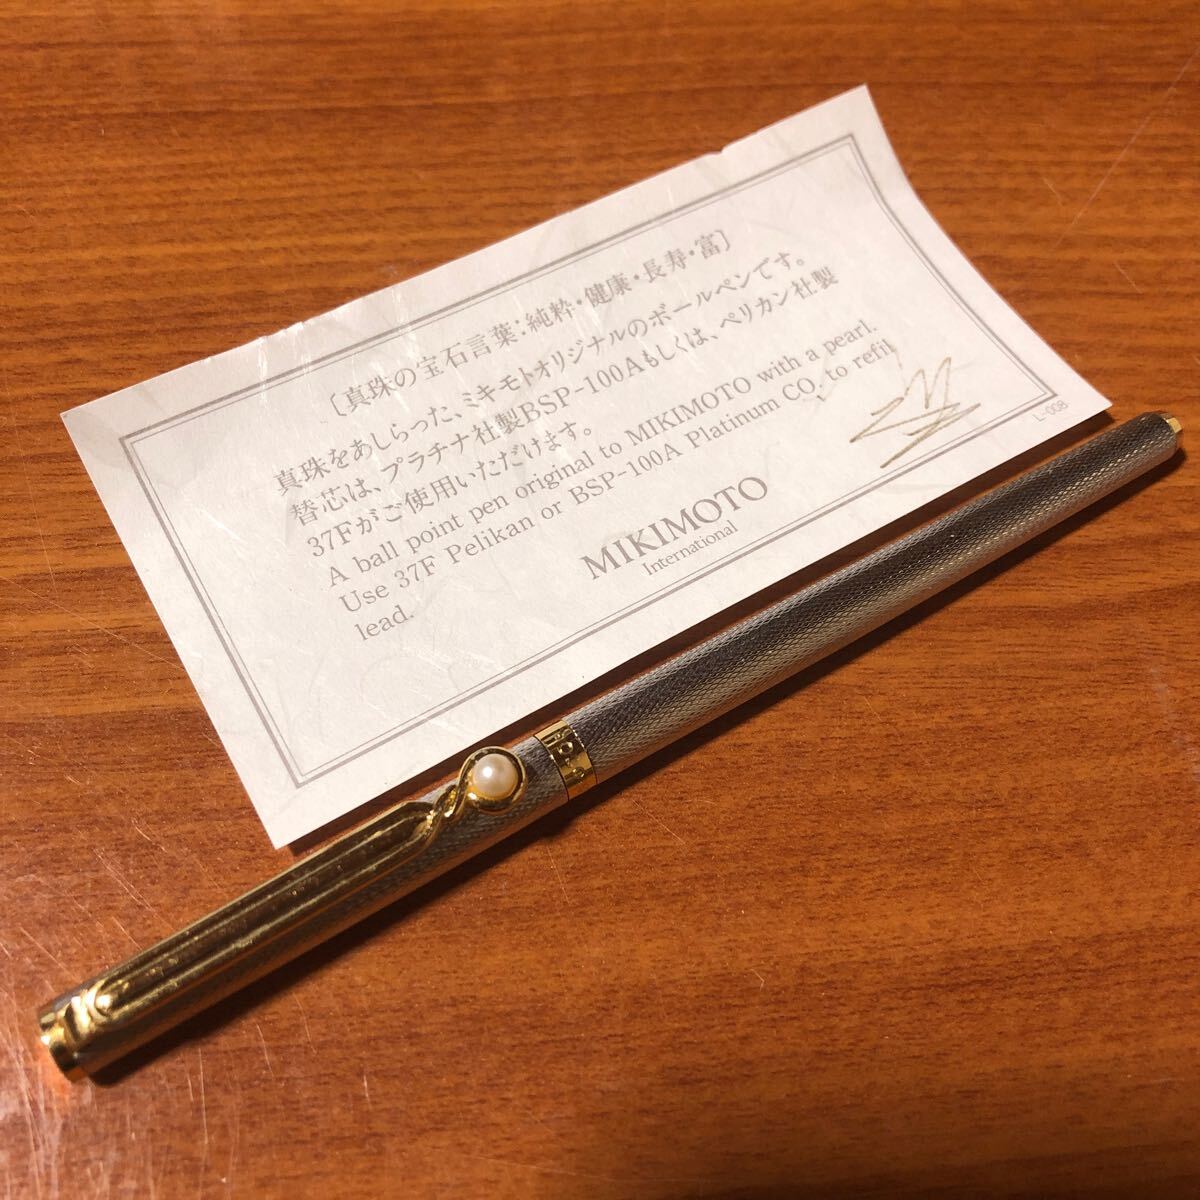 ［真珠の宝石言葉：純粋・健康・長寿・富］
真珠をあしらった、ミキモトオリジナルのボールペンです。
替芯は、プラチナ社製BSP-100Aもしくは、ペリカン社製
37Fがご使用いただけます。
A ball point pen original to MIKIMOTO with a pearl.
Use 37F Pelikan or BSP-100A Platinum CO. to refil
lead.
MIKIMOTO
International
L-008